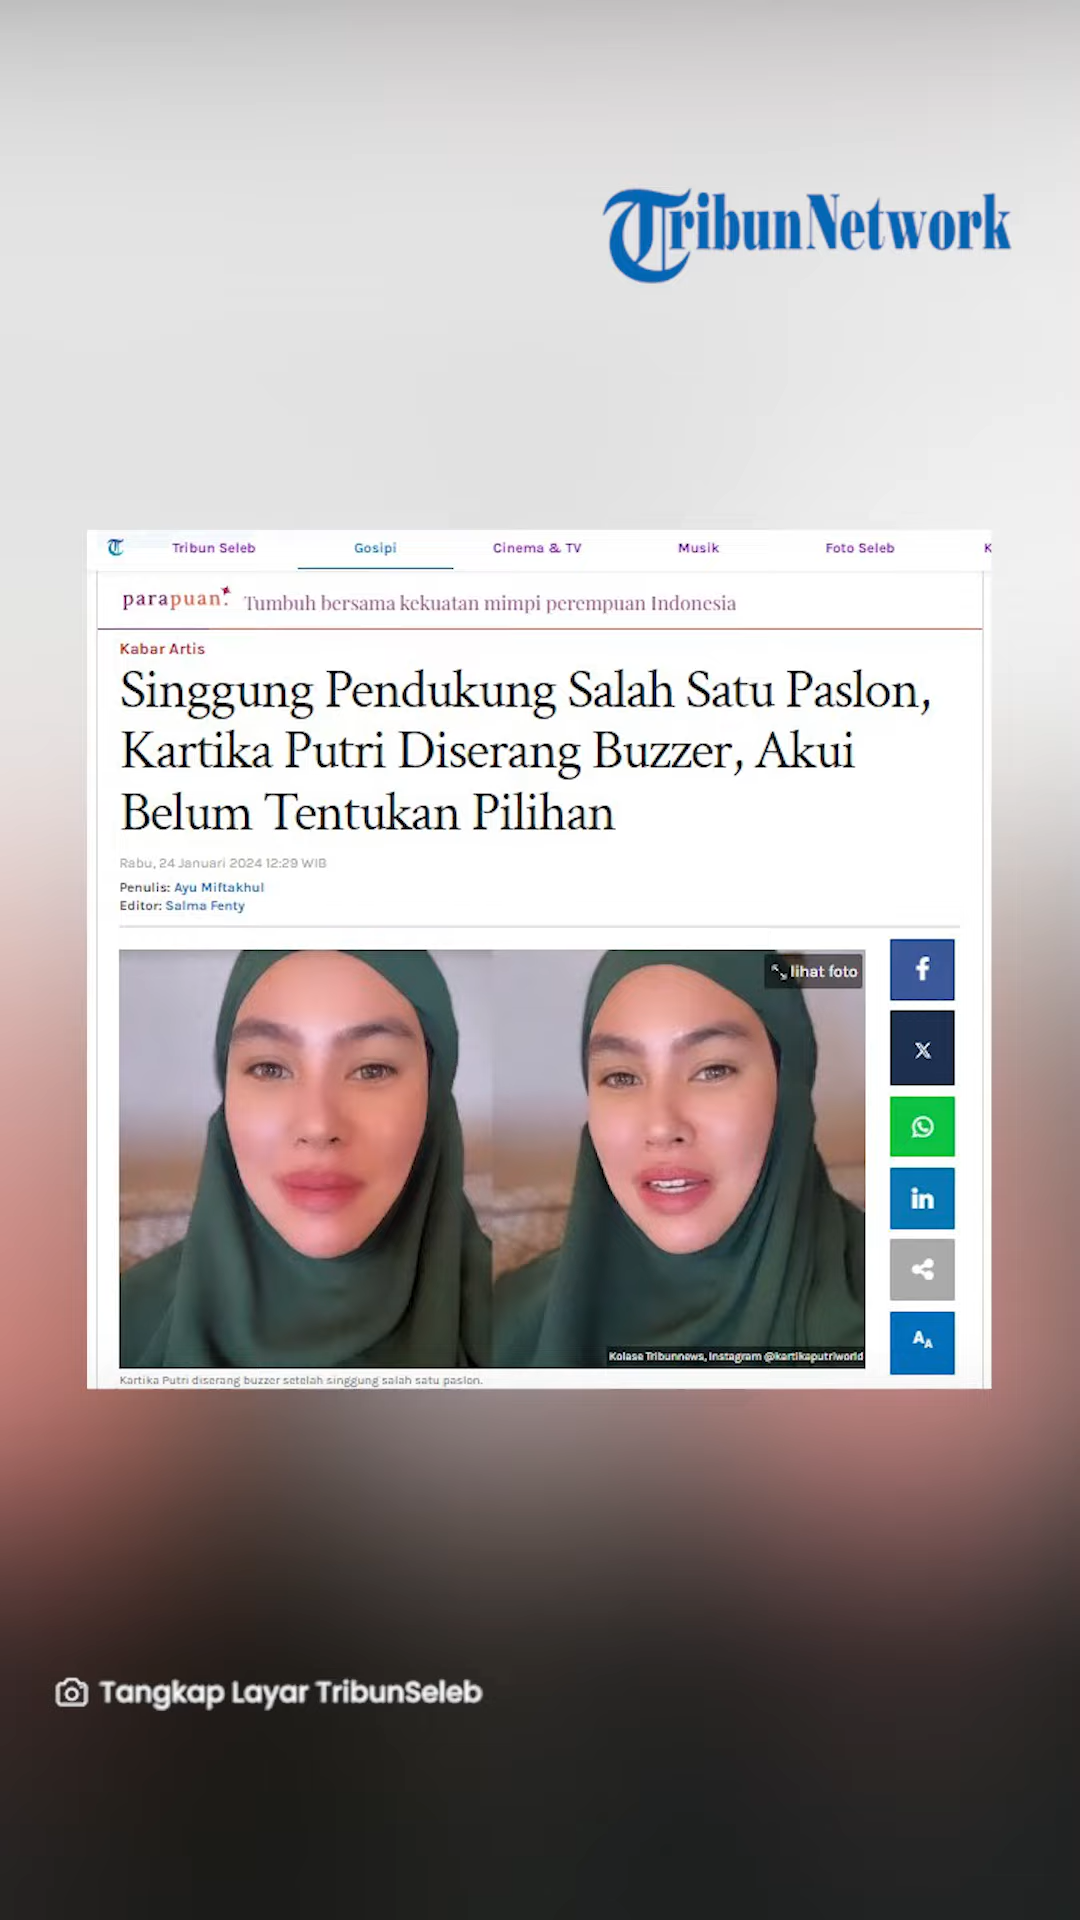 Tribun Network
Tribun Seleb Gosipi Cinema & TV Musik Foto Seleb K
parapuan. Tumbuh bersama kekuatan mimpi perempuan Indonesia
Kabar Artis
Singgung Pendukung Salah Satu Paslon,
Kartika Putri Diserang Buzzer, Akui
Belum Tentukan Pilihan
Rabu, 24 Januari 2024 12:29 WIB
Penulis: Ayu Miftakhul
Editor: Salma Fenty
lihat foto
Kolase Tribunnews, Instagram @kartikaputriworld
Kartika Putri diserang buzzer setelah singgung salah satu paslon.
Tangkap Layar TribunSeleb